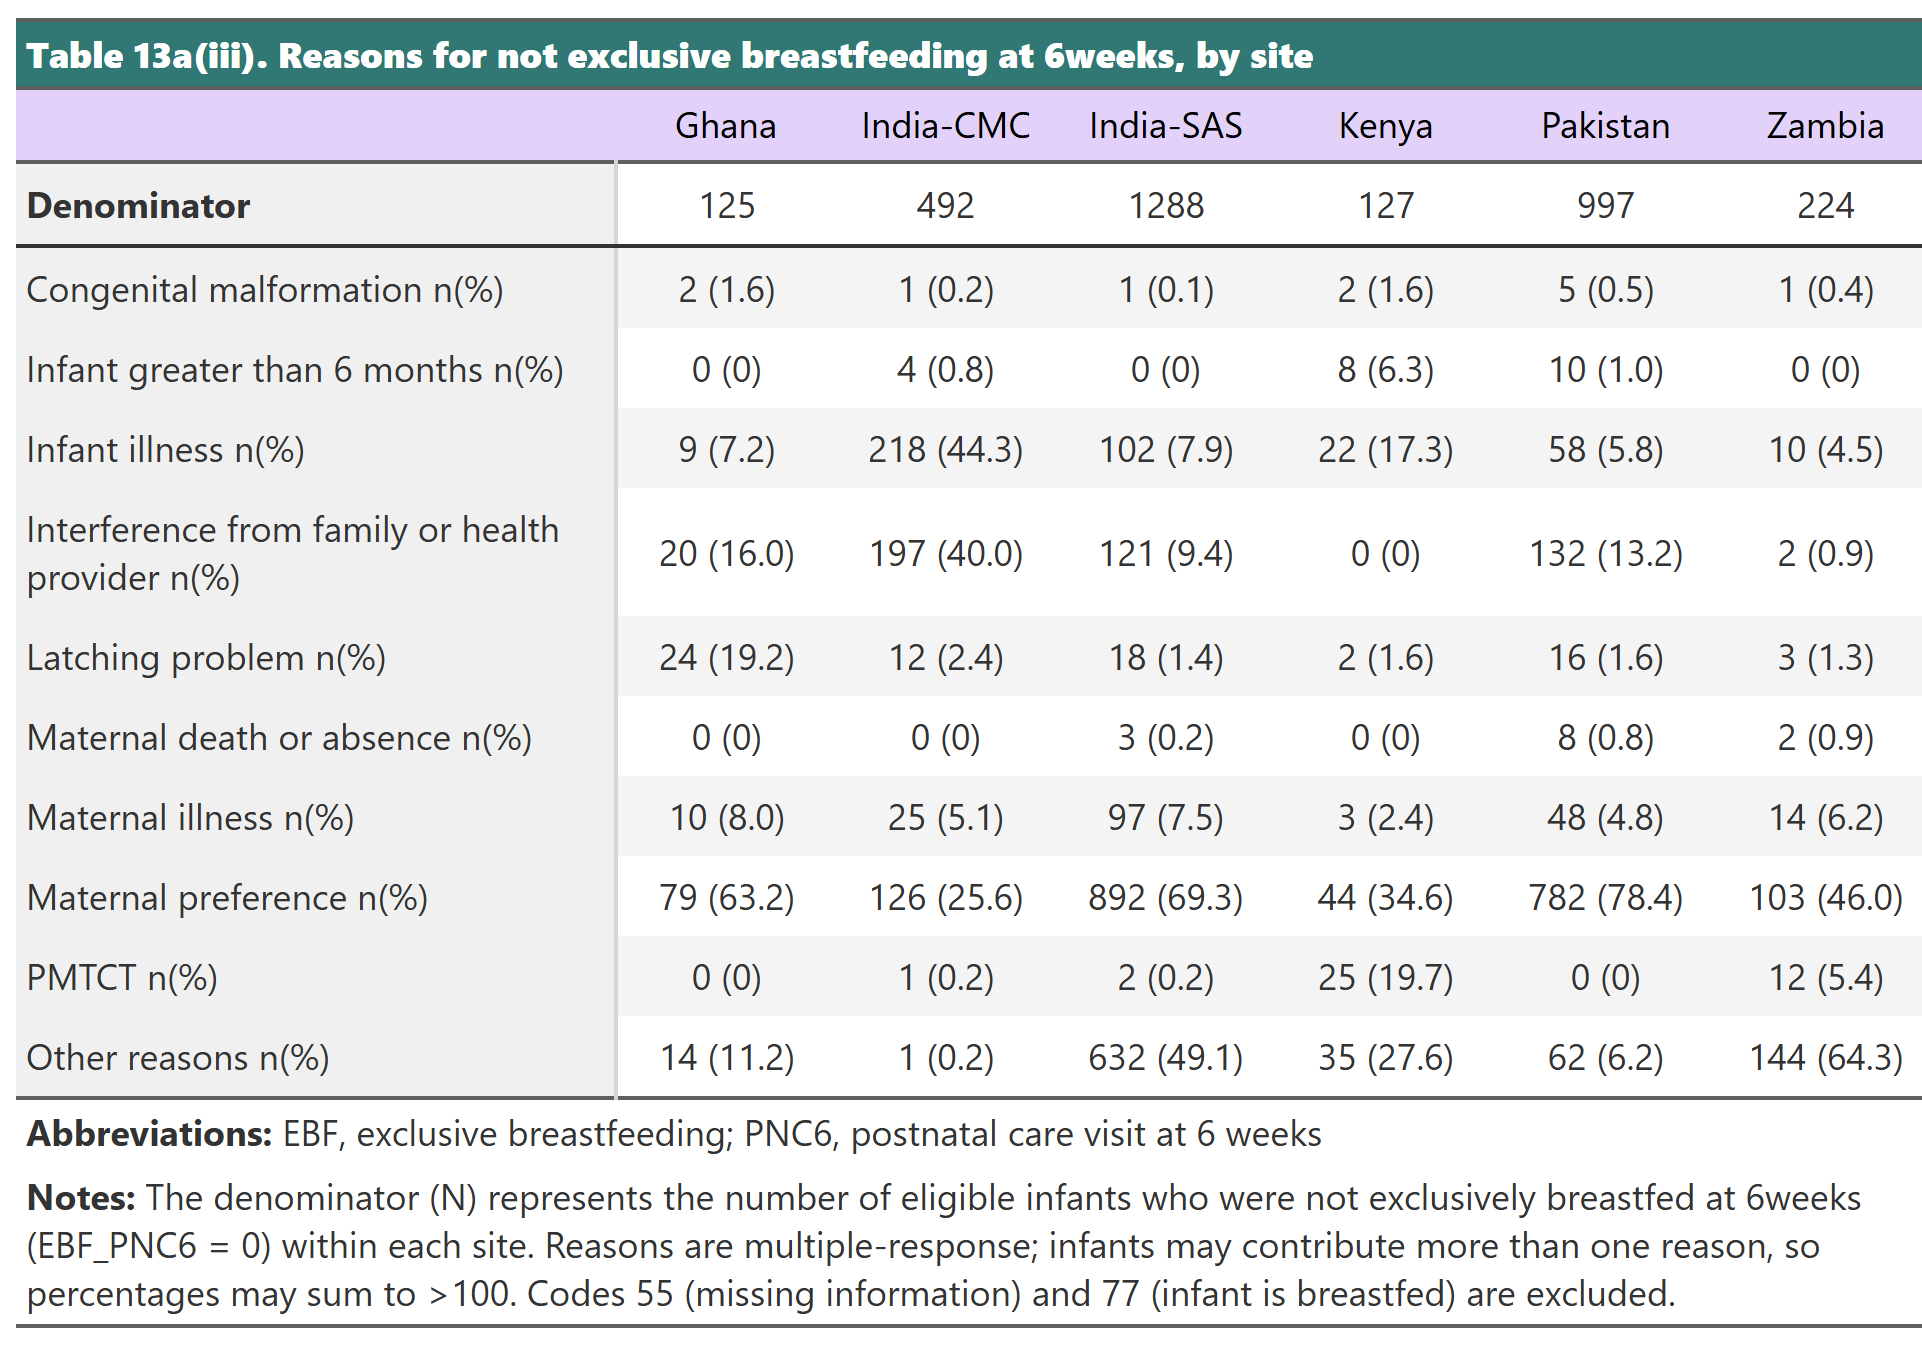 Table 13a(iii). Reasons for not exclusive breastfeeding at 6weeks, by site
Ghana India-CMC India-SAS Kenya Pakistan Zambia
Denominator 125 492 1288 127 997 224
Congenital malformation n(%) 2 (1.6) 1 (0.2) 1 (0.1) 2 (1.6) 5 (0.5) 1 (0.4)
Infant greater than 6 months n(%) 0 (0) 4 (0.8) 0 (0) 8 (6.3) 10 (1.0) 0 (0)
Infant illness n(%) 9 (7.2) 218 (44.3) 102 (7.9) 22 (17.3) 58 (5.8) 10 (4.5)
Interference from family or health
provider n(%) 20 (16.0) 197 (40.0) 121 (9.4) 0 (0) 132 (13.2) 2 (0.9)
Latching problem n(%) 24 (19.2) 12 (2.4) 18 (1.4) 2 (1.6) 16 (1.6) 3 (1.3)
Maternal death or absence n(%) 0 (0) 0 (0) 3 (0.2) 0 (0) 8 (0.8) 2 (0.9)
Maternal illness n(%) 10 (8.0) 25 (5.1) 97 (7.5) 3 (2.4) 48 (4.8) 14 (6.2)
Maternal preference n(%) 79 (63.2) 126 (25.6) 892 (69.3) 44 (34.6) 782 (78.4) 103 (46.0)
PMTCT n(%) 0 (0) 1 (0.2) 2 (0.2) 25 (19.7) 0 (0) 12 (5.4)
Other reasons n(%) 14 (11.2) 1 (0.2) 632 (49.1) 35 (27.6) 62 (6.2) 144 (64.3)
Abbreviations: EBF, exclusive breastfeeding; PNC6, postnatal care visit at 6 weeks
Notes: The denominator (N) represents the number of eligible infants who were not exclusively breastfed at 6weeks
(EBF_PNC6 = 0) within each site. Reasons are multiple-response; infants may contribute more than one reason, so
percentages may sum to >100. Codes 55 (missing information) and 77 (infant is breastfed) are excluded.